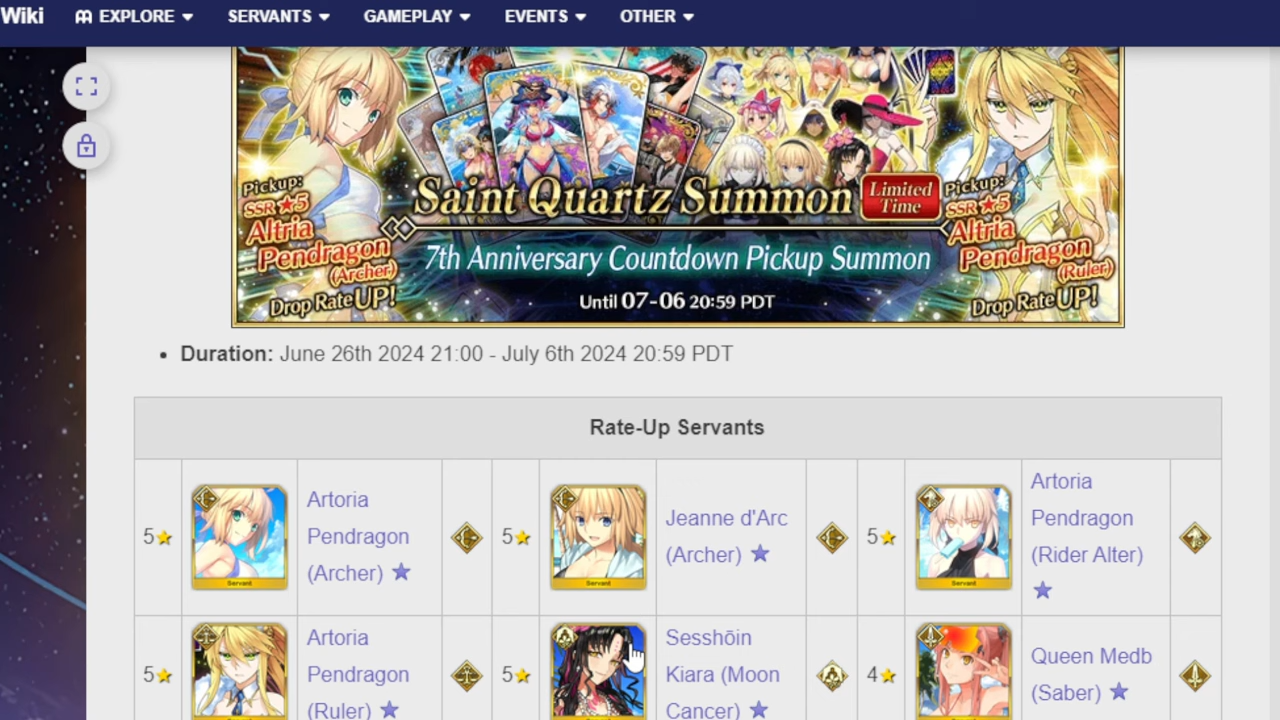 Wiki EXPLORE SERVANTS GAMEPLAY EVENTS OTHER
Pickup:
SSR ★5
Altria
Pendragon
(Archer)
Drop Rate UP!
Saint Quartz Summon
Limited
Time
7th Anniversary Countdown Pickup Summon
Until 07-06 20:59 PDT
Pickup:
SSR ★5
Altria
Pendragon
(Ruler)
Drop Rate UP!
• Duration: June 26th 2024 21:00 - July 6th 2024 20:59 PDT
Rate-Up Servants
5★
Servant
Artoria
Pendragon
(Archer) ★
5★
Servant
Jeanne d'Arc
(Archer) ★
5★
Servant
Artoria
Pendragon
(Rider Alter)
★
5★
Artoria
Pendragon
(Ruler) ★
5★
Sesshōin
Kiara (Moon
Cancer) ★
4★
Queen Medb
(Saber) ★